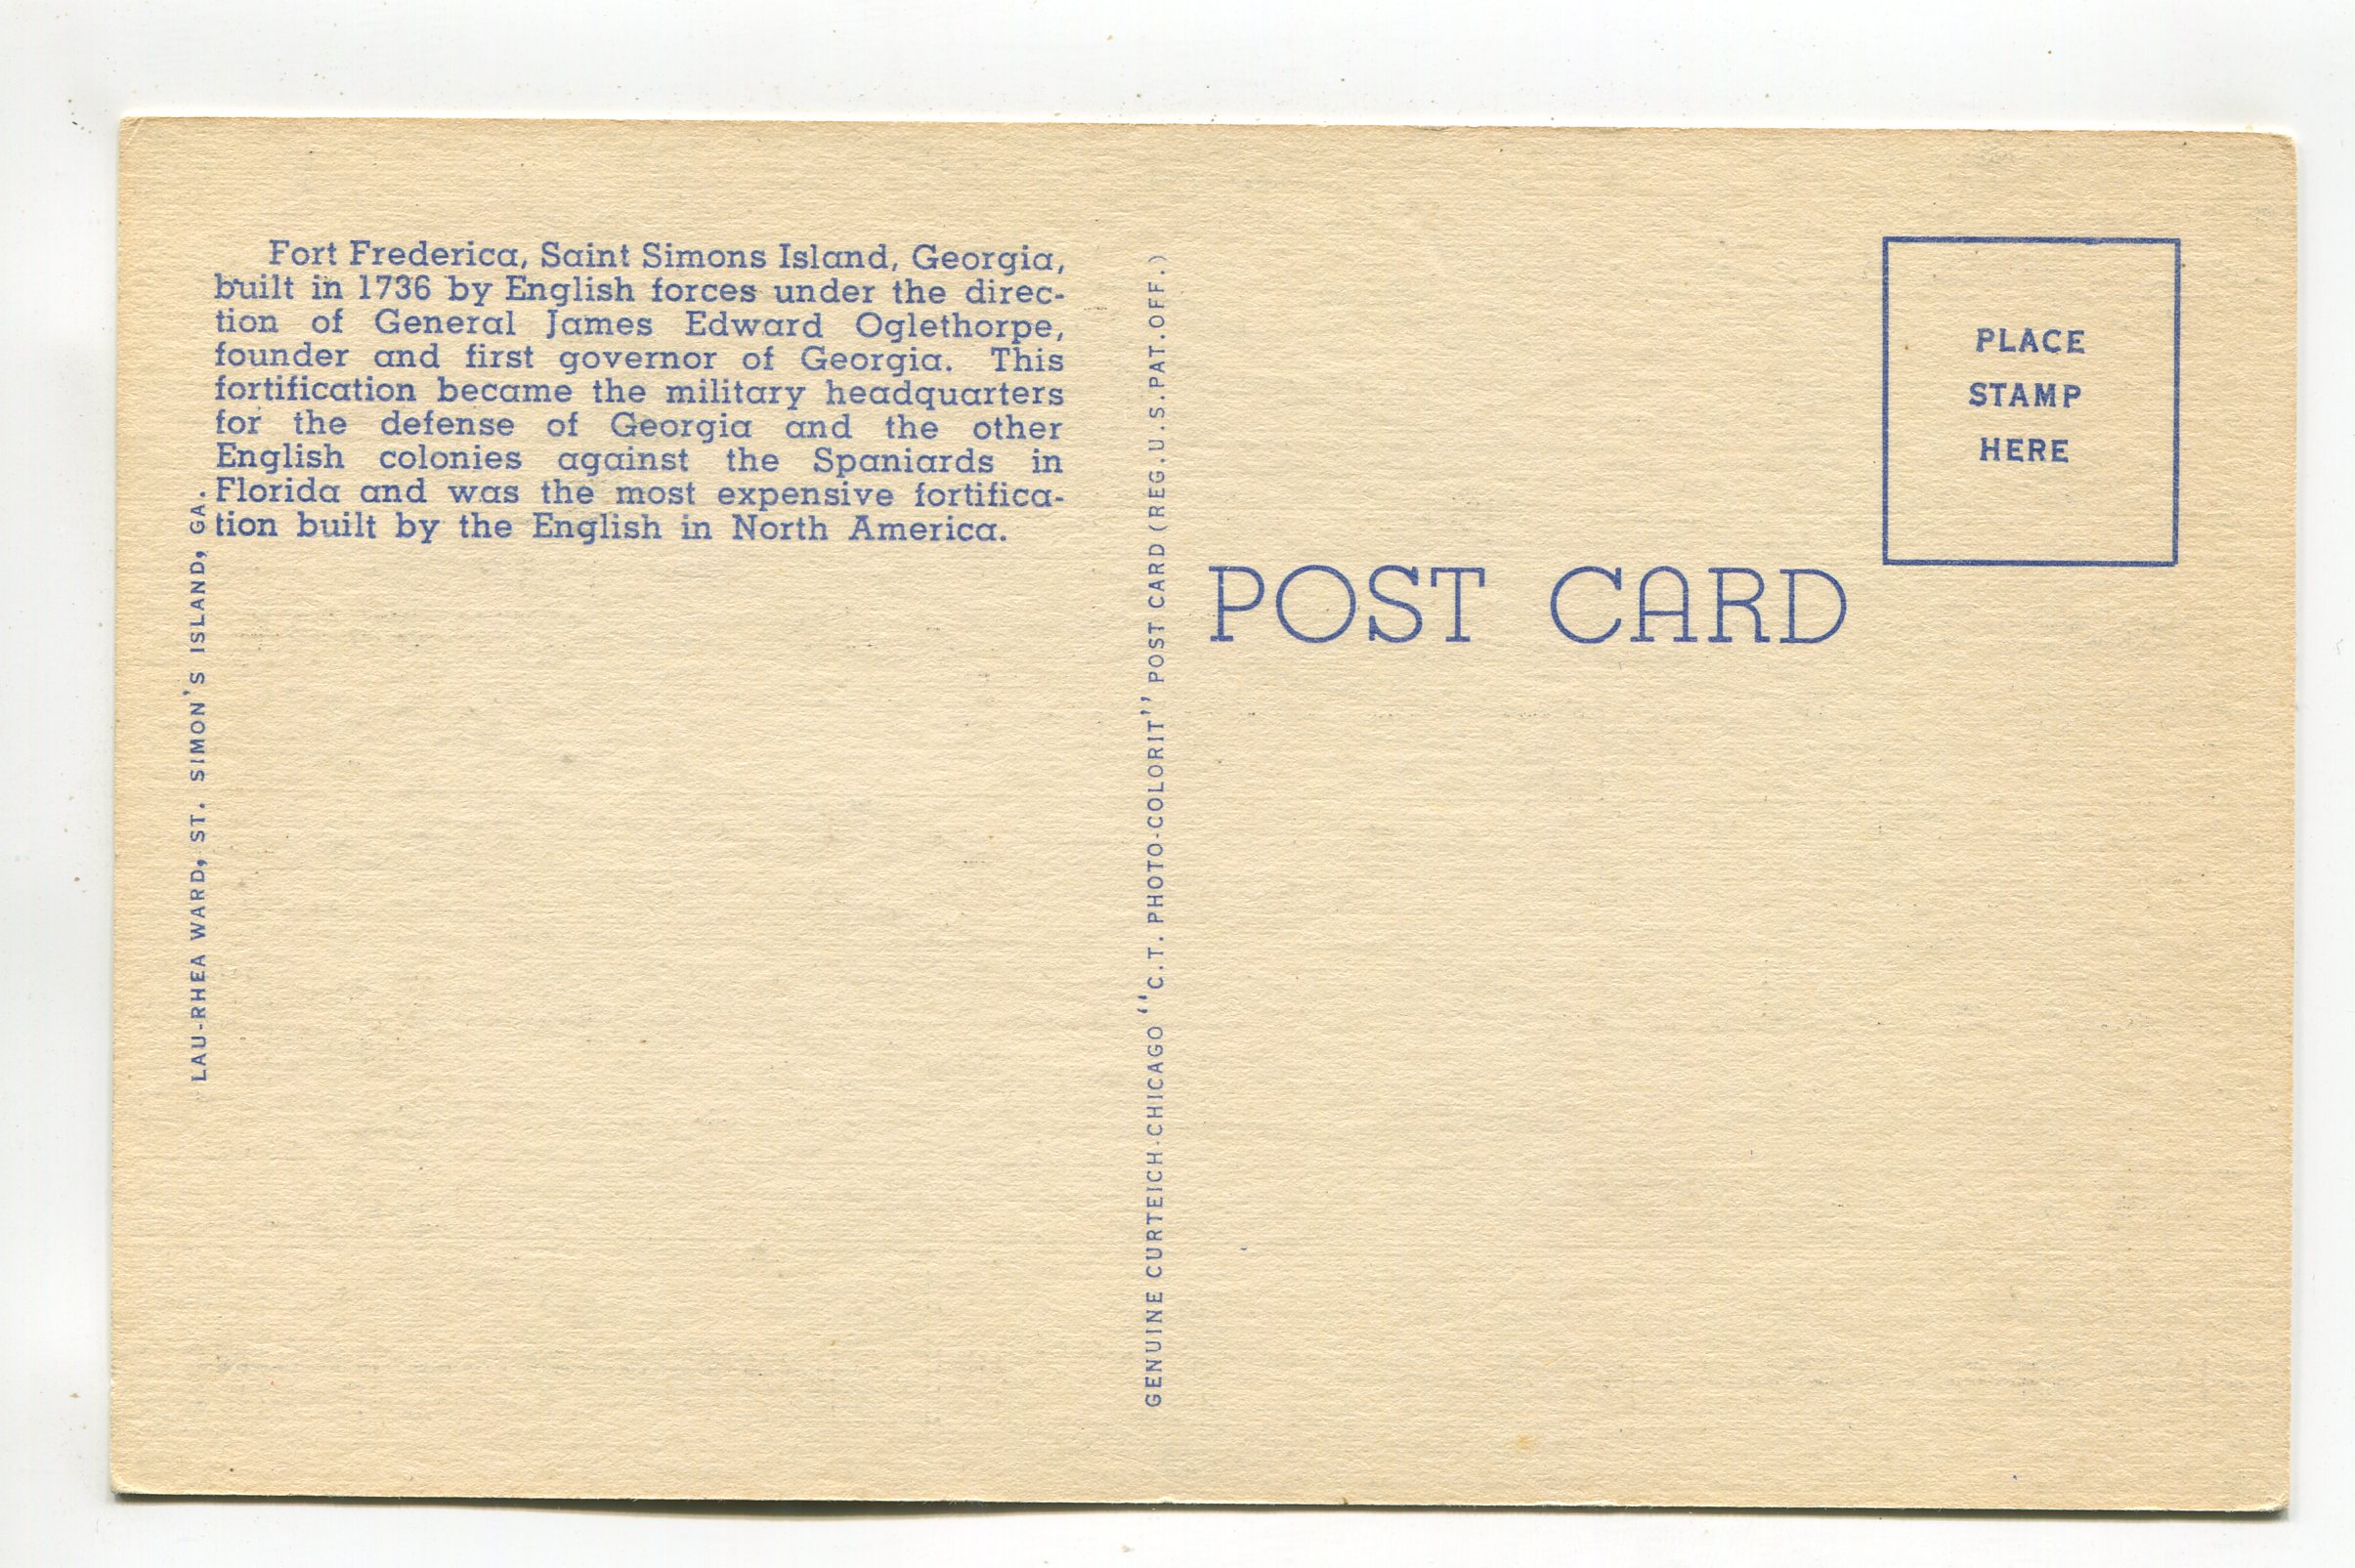 Fort Frederica, Saint Simons Island, Georgia,
built in 1736 by English forces under the direc-
tion of General James Edward Oglethorpe,
founder and first governor of Georgia. This
fortification became the military headquarters
for the defense of Georgia and the other
English colonies against the Spaniards in
Florida and was the most expensive fortifica-
tion built by the English in North America.
LAU-RHEA WARD, ST. SIMON'S ISLAND, GA.
GENUINE CURTEICH-CHICAGO "C.T. PHOTO-COLORIT" POST CARD (REG. U.S. PAT. OFF.)
POST CARD
PLACE
STAMP
HERE